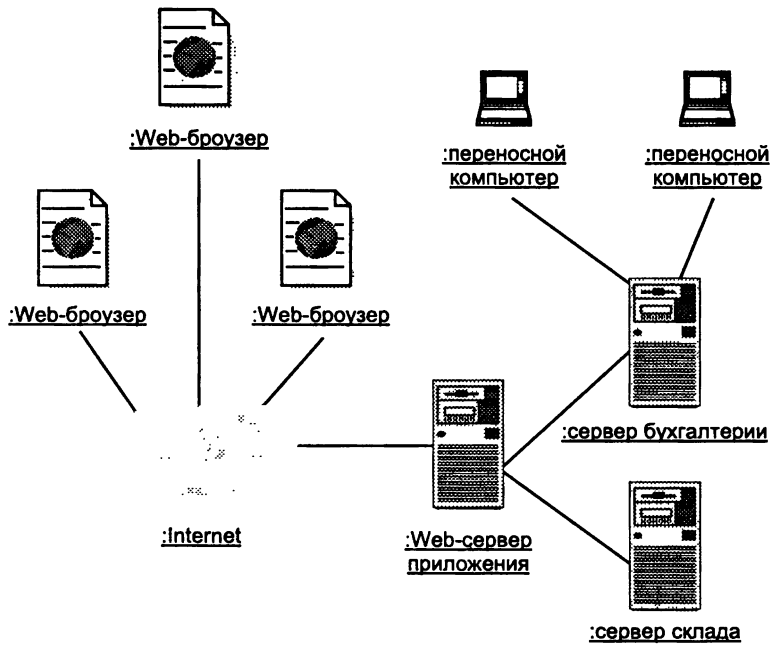 :Web-броузер
:переносной
компьютер
:переносной
компьютер
:Web-броузер
:Web-броузер
:сервер бухгалтерии
:Internet
:Web-сервер
приложения
:сервер склада